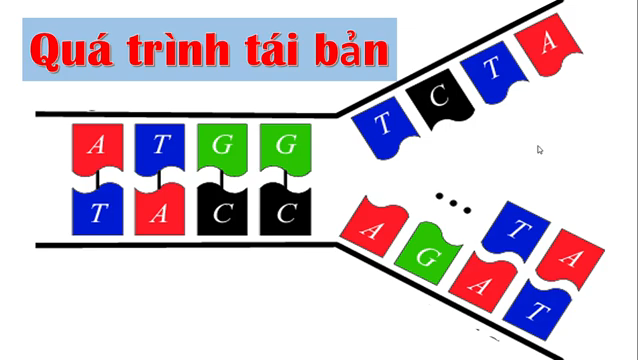 Quá trình tái bản
T C T A
A T G G
T A C C
...
T A
A G A T